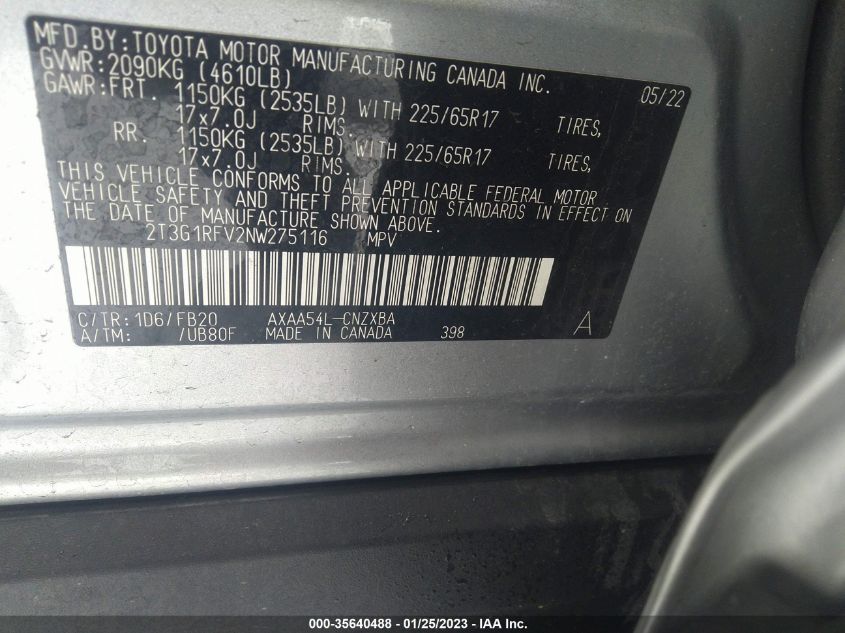 MFD.BY:TOYOTA MOTOR MANUFACTURING CANADA INC.
GVWR:2090KG (4610LB) 05/22
GAWR:FRT. 1150KG (2535LB) WITH 225/65R17 TIRES,
17x7.0J RIMS.
RR. 1150KG (2535LB) WITH 225/65R17 TIRES,
17x7.0J RIMS.
THIS VEHICLE CONFORMS TO ALL APPLICABLE FEDERAL MOTOR
VEHICLE SAFETY AND THEFT PREVENTION STANDARDS IN EFFECT ON
THE DATE OF MANUFACTURE SHOWN ABOVE.
2T3G1RFV2NW275116 MPV
C/TR:1D6/FB20 AXAA54L-CNZXBA
A/TM: /UB80F MADE IN CANADA 398 A
000-35640488 - 01/25/2023 - IAA Inc.